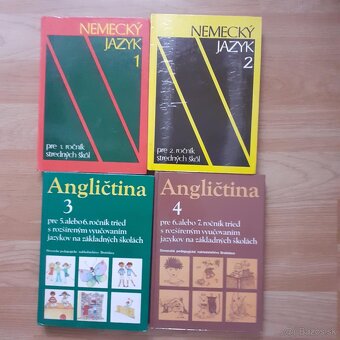 NEMECKÝ
JAZYK
1
pre 1. ročník
stredných škôl
NEMECKÝ
JAZYK
2
pre 2. ročník
stredných škôl
Angličtina
3
pre 5. alebo 6. ročník tried
s rozšíreným vyučovaním
jazykov na základných školách
Slovenské pedagogické nakladateľstvo Bratislava
Angličtina
4
pre 6. alebo 7. ročník tried
s rozšíreným vyučovaním
jazykov na základných školách
Slovenské pedagogické nakladateľstvo Bratislava